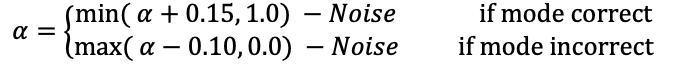 α = { min( α + 0.15, 1.0) − Noise if mode correct
max( α − 0.10, 0.0) − Noise if mode incorrect